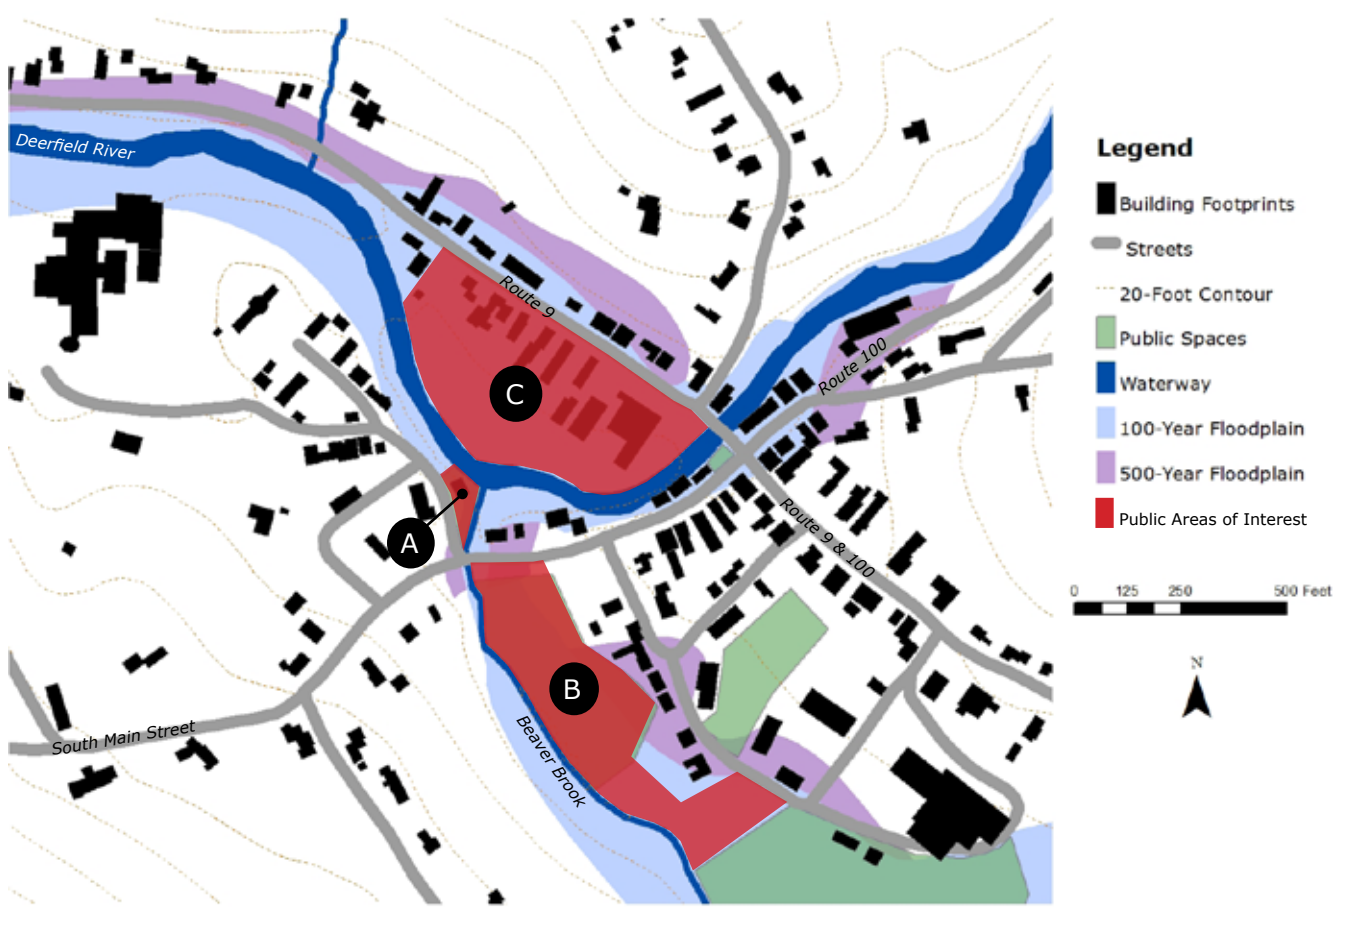 Deerfield River
Route 9
C
Route 100
A
Route 9 & 100
B
Beaver Brook
South Main Street
Legend
Building Footprints
Streets
20-Foot Contour
Public Spaces
Waterway
100-Year Floodplain
500-Year Floodplain
Public Areas of Interest
0 125 250 500 Feet
N